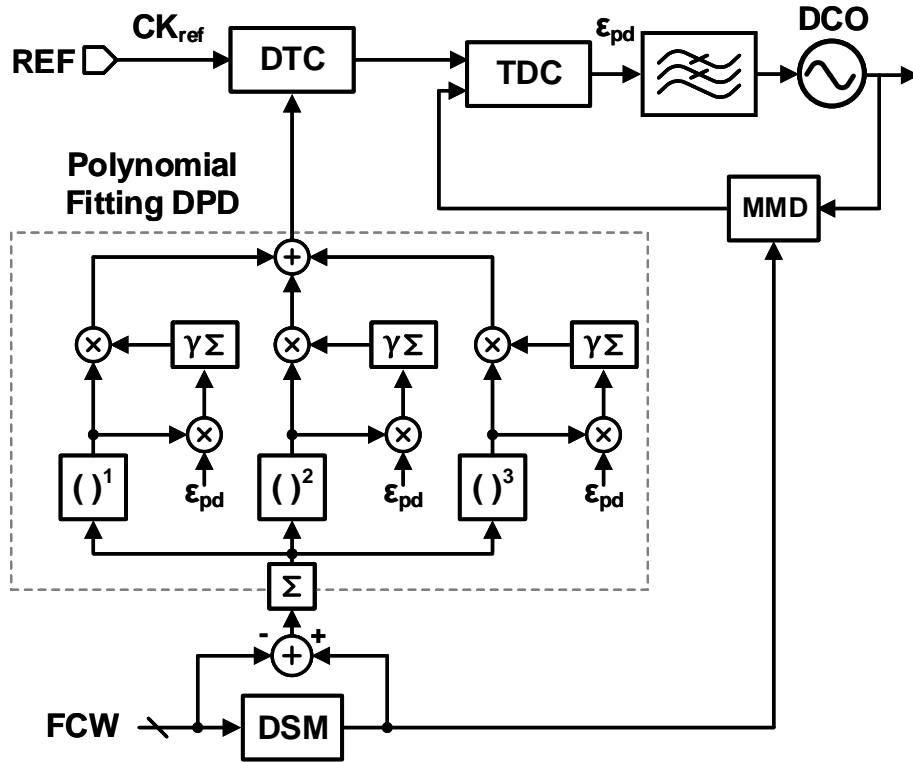 CKref
εpd
DCO
REF
DTC
TDC
Polynomial
Fitting DPD
MMD
+
× γΣ × γΣ × γΣ
× × ×
( )1 εpd ( )2 εpd ( )3 εpd
Σ
- +
+
FCW
DSM